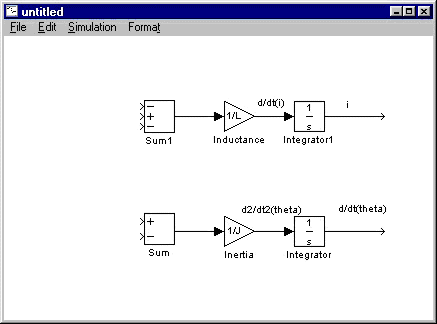 untitled
File Edit Simulation Format
d/dt(i) i
−
+ 1/L 1
− s
Sum1 Inductance Integrator1
d2/dt2(theta) d/dt(theta)
+ 1/J 1
− s
Sum Inertia Integrator